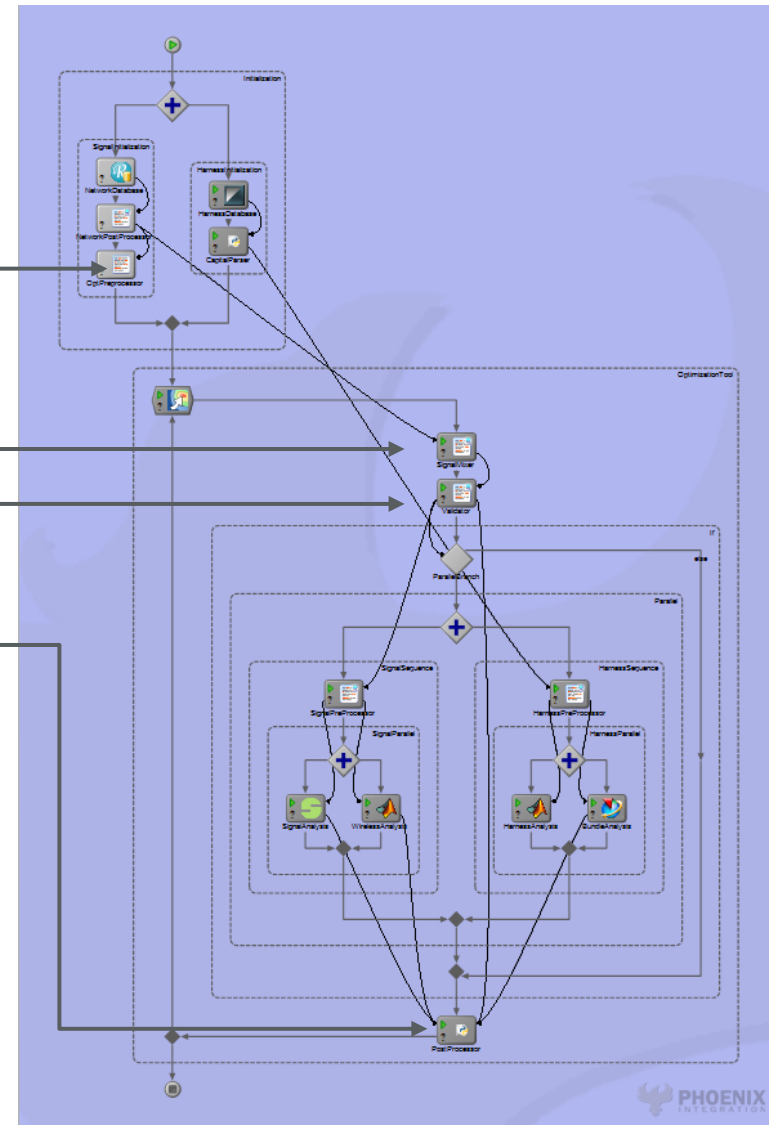 Initialization
SignalInitialization
NetworkDatabase
NetworkPostProcessor
OptPreprocessor
HarnessInitialization
HarnessDatabase
CapitalParser
OptimizationTool
SignalMixer
Validator
If
ParallelBranch
else
Parallel
SignalSequence
HarnessSequence
SignalPreProcessor
HarnessPreProcessor
SignalParallel
HarnessParallel
SignalAnalysis
WirelessAnalysis
HarnessAnalysis
BundleAnalysis
PostProcessor
PHOENIX
INTEGRATION